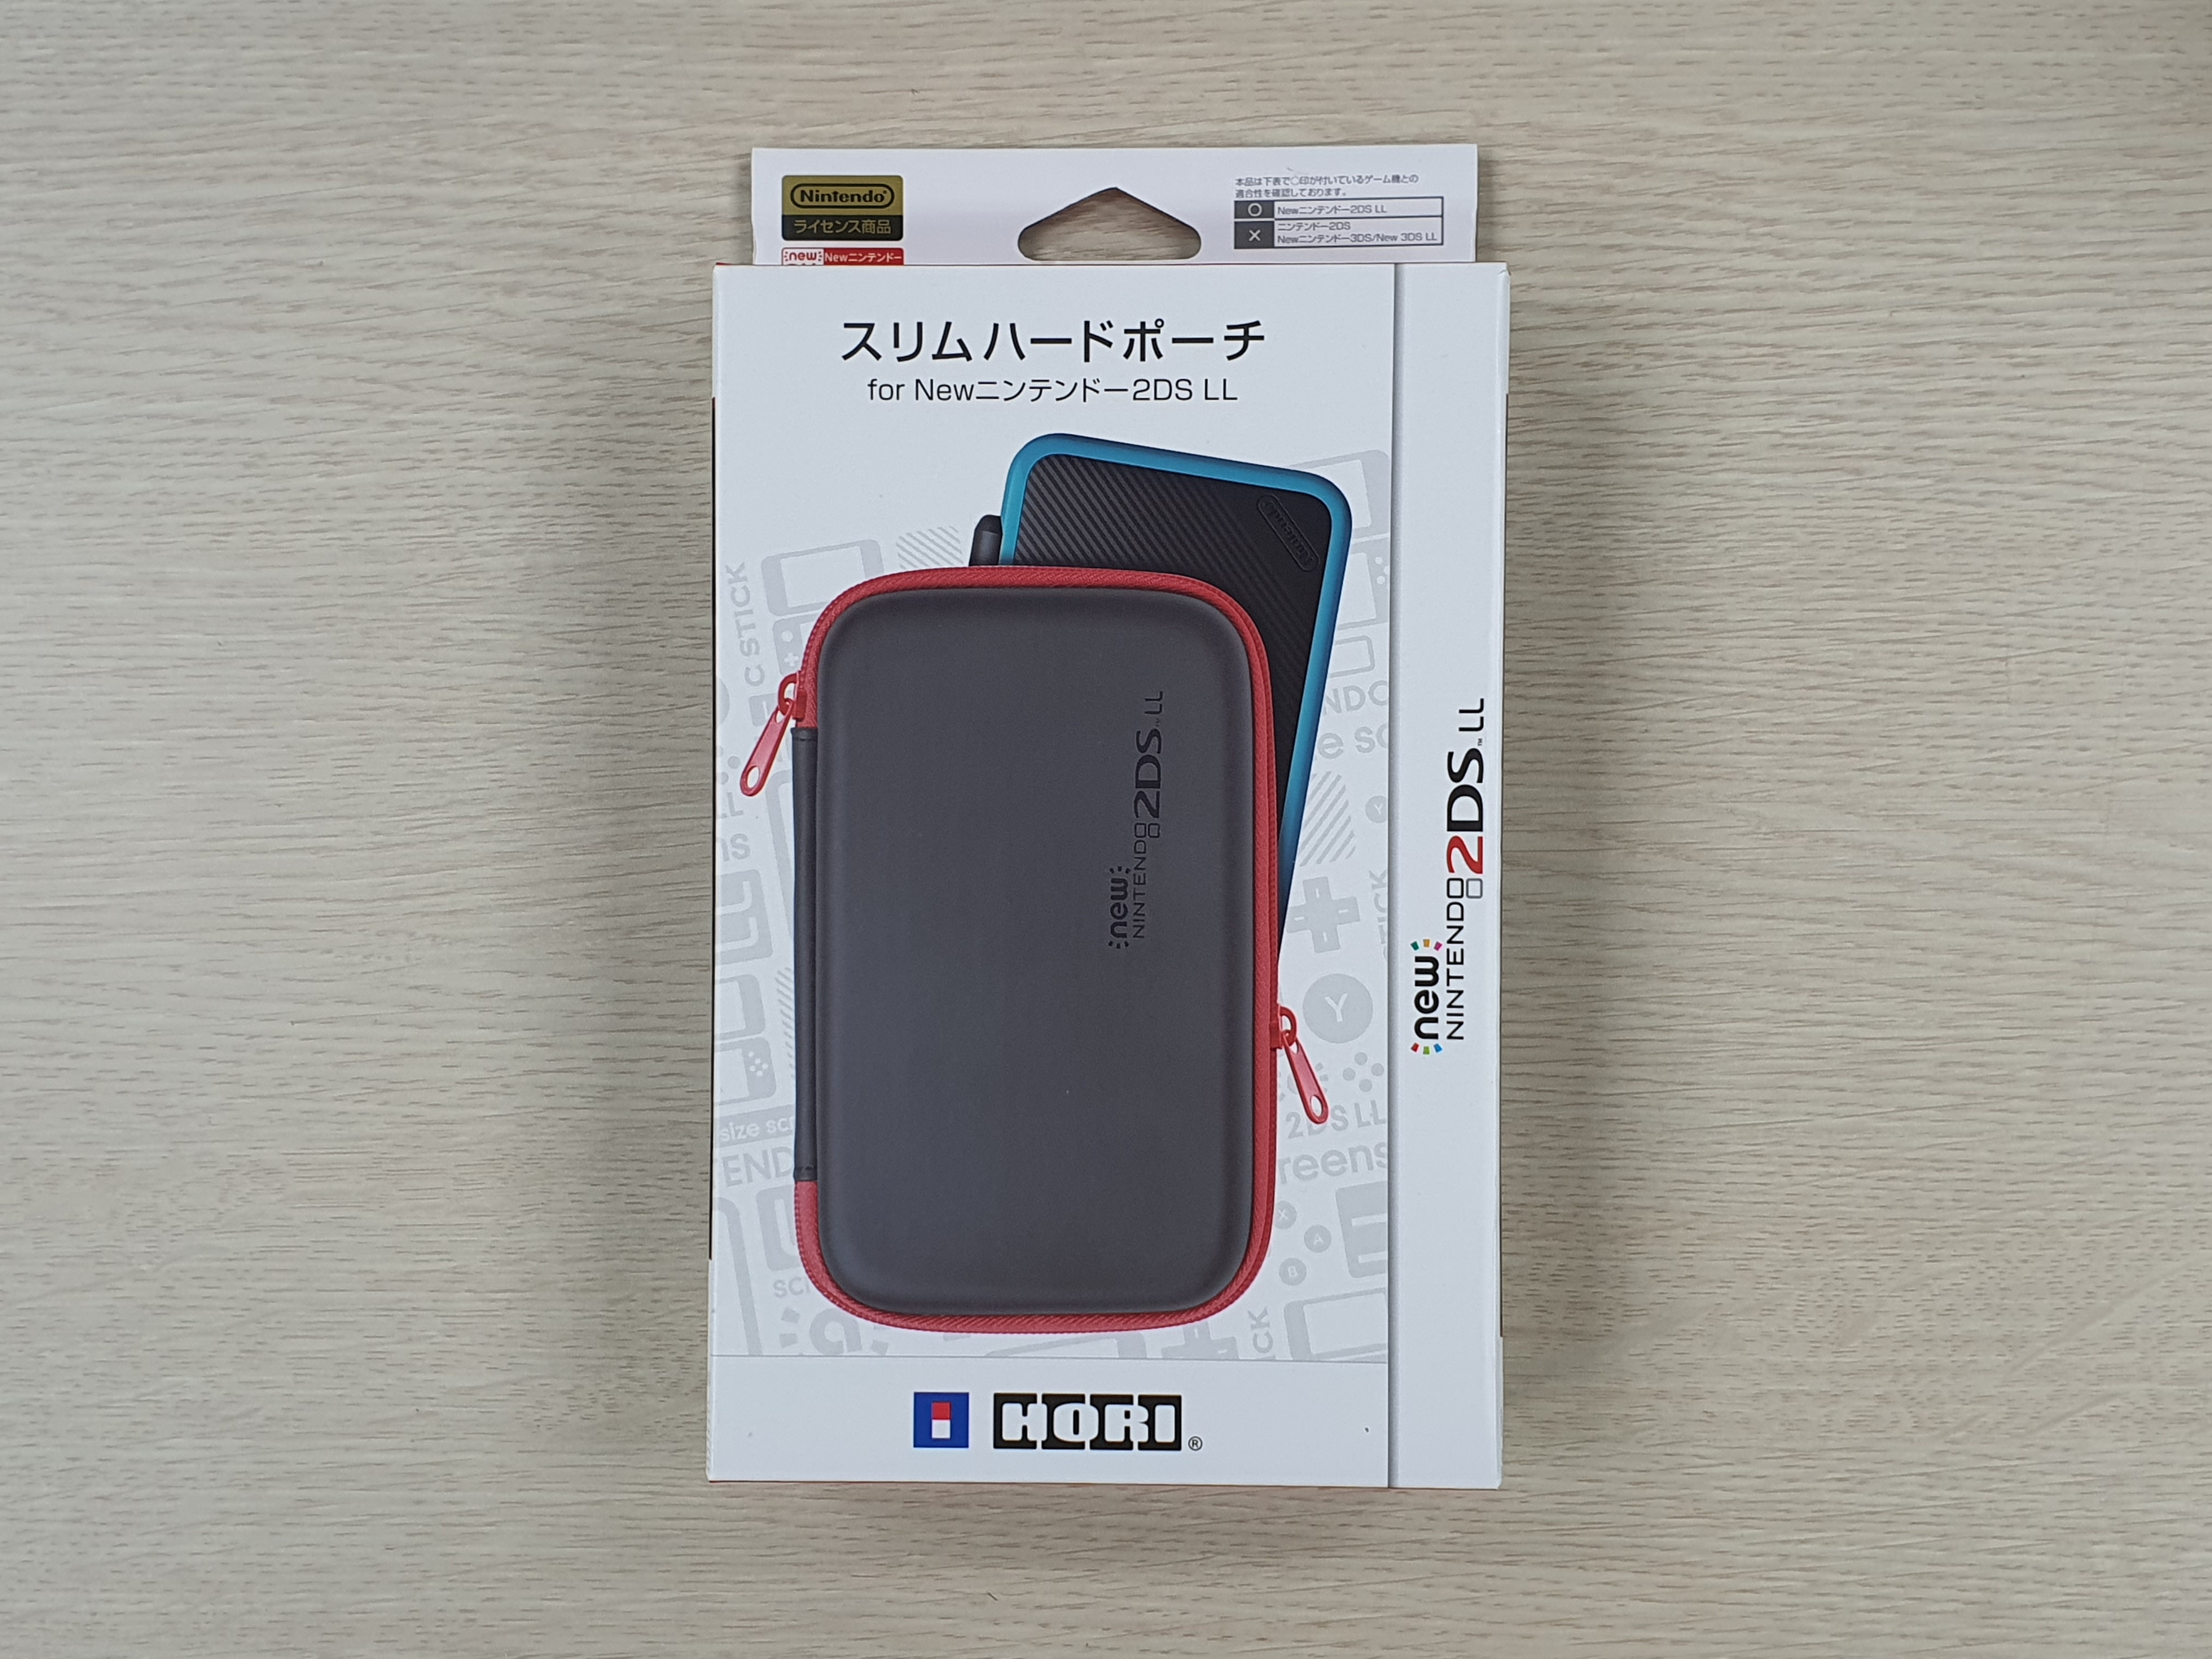 Nintendo
ライセンス商品
new Newニンテンドー
本品は下表で○印が付いているゲーム機との
適合性を確認しております。
○ Newニンテンドー2DS LL
× ニンテンドー2DS
Newニンテンドー3DS/New 3DS LL
スリムハードポーチ
for Newニンテンドー2DS LL
Nintendo
C STICK
new
NINTENDO 2DS™ LL
new
NINTENDO 2DS™ LL
Y
2DS LL
X
A
B
HORI®